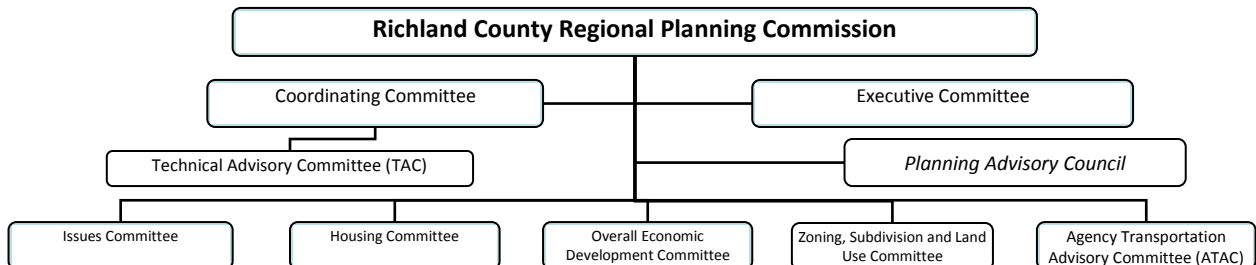 Richland County Regional Planning Commission
Coordinating Committee
Executive Committee
Technical Advisory Committee (TAC)
Planning Advisory Council
Issues Committee
Housing Committee
Overall Economic
Development Committee
Zoning, Subdivision and Land
Use Committee
Agency Transportation
Advisory Committee (ATAC)